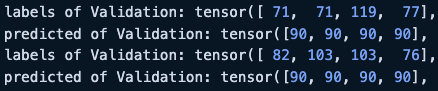 labels of Validation: tensor([ 71,  71, 119,  77],
predicted of Validation: tensor([90, 90, 90, 90],
labels of Validation: tensor([ 82, 103, 103,  76],
predicted of Validation: tensor([90, 90, 90, 90],